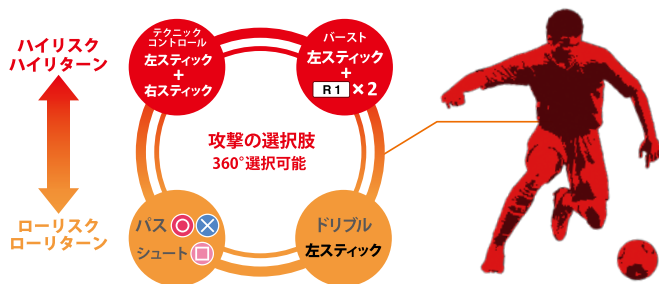 ハイリスク
ハイリターン
ローリスク
ローリターン
テクニック
コントロール
左スティック
+
右スティック
バースト
左スティック
+
R1×2
攻撃の選択肢
360°選択可能
パス ○×
シュート □
ドリブル
左スティック